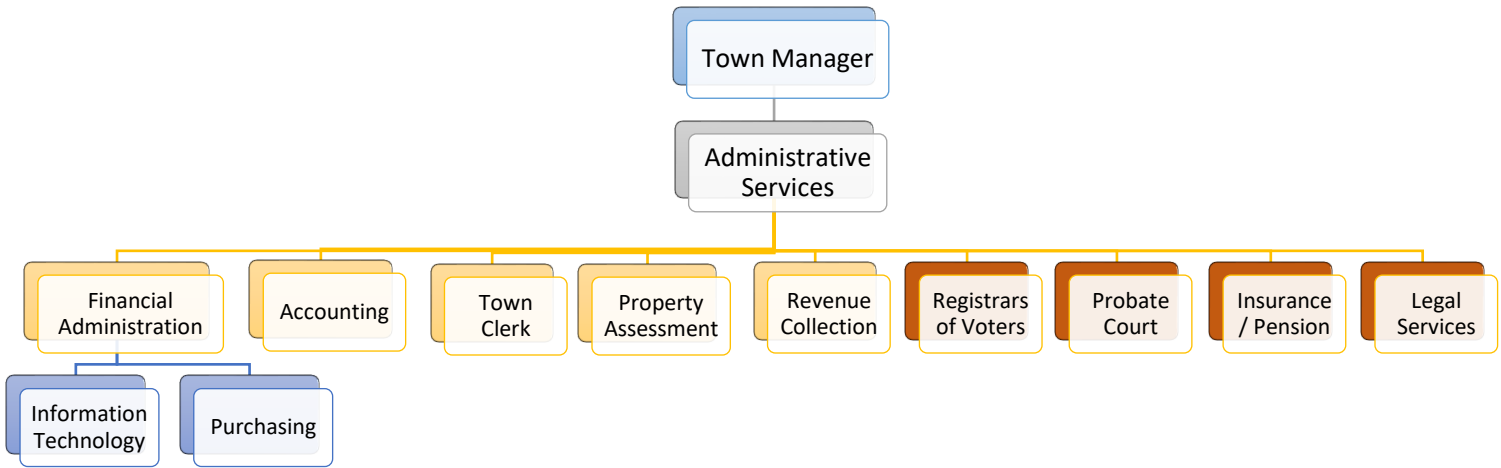 Town Manager
Administrative
Services
Financial
Administration
Accounting
Town
Clerk
Property
Assessment
Revenue
Collection
Registrars
of Voters
Probate
Court
Insurance
/ Pension
Legal
Services
Information
Technology
Purchasing